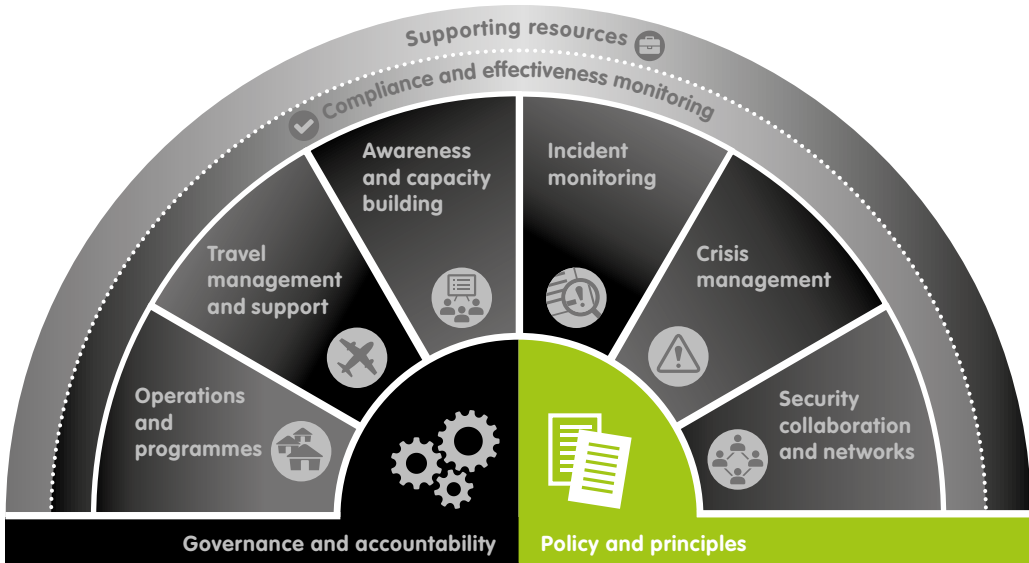 Supporting resources
Compliance and effectiveness monitoring
Awareness
and capacity
building
Incident
monitoring
Travel
management
and support
Crisis
management
Operations
and
programmes
Security
collaboration
and networks
Governance and accountability
Policy and principles